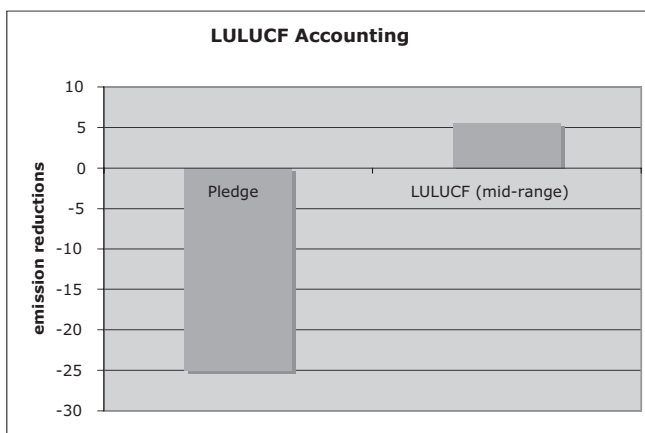 LULUCF Accounting
emission reductions
10
5
0
-5
-10
-15
-20
-25
-30
Pledge
LULUCF (mid-range)